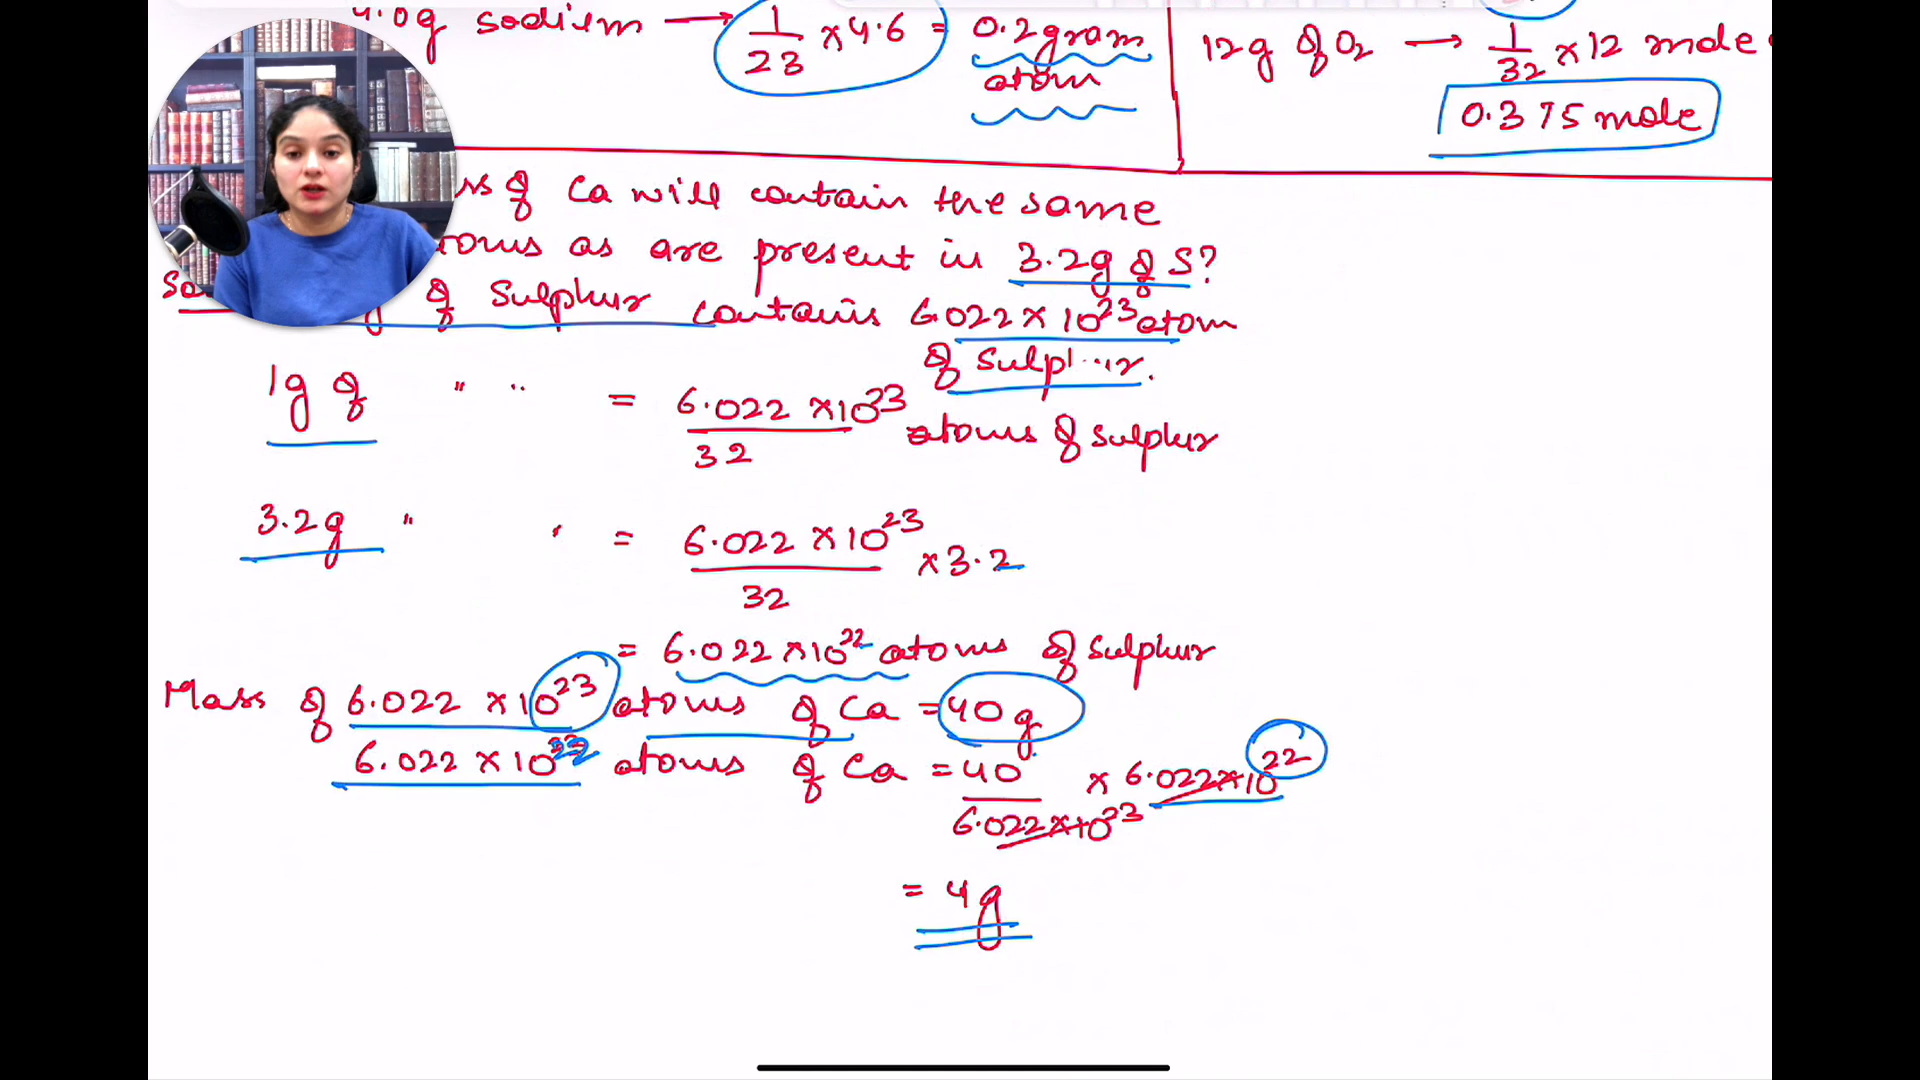 sodium → 1/23 × 4.6 = 0.2 gram
atom
12g of O2 → 1/32 × 12 mole
0.375 mole
of Ca will contain the same
as are present in 3.2g of S?
of Sulphur contains 6.022 × 10^23 atom
of Sulphur.
1g of " " = 6.022 × 10^23 / 32 atoms of sulphur
3.2g " " = 6.022 × 10^23 / 32 × 3.2
= 6.022 × 10^22 atoms of sulphur
Mass of 6.022 × 10^23 atoms of Ca = 40 g
6.022 × 10^22 atoms of Ca = 40 / 6.022 × 10^23 × 6.022 × 10^22
= 4g